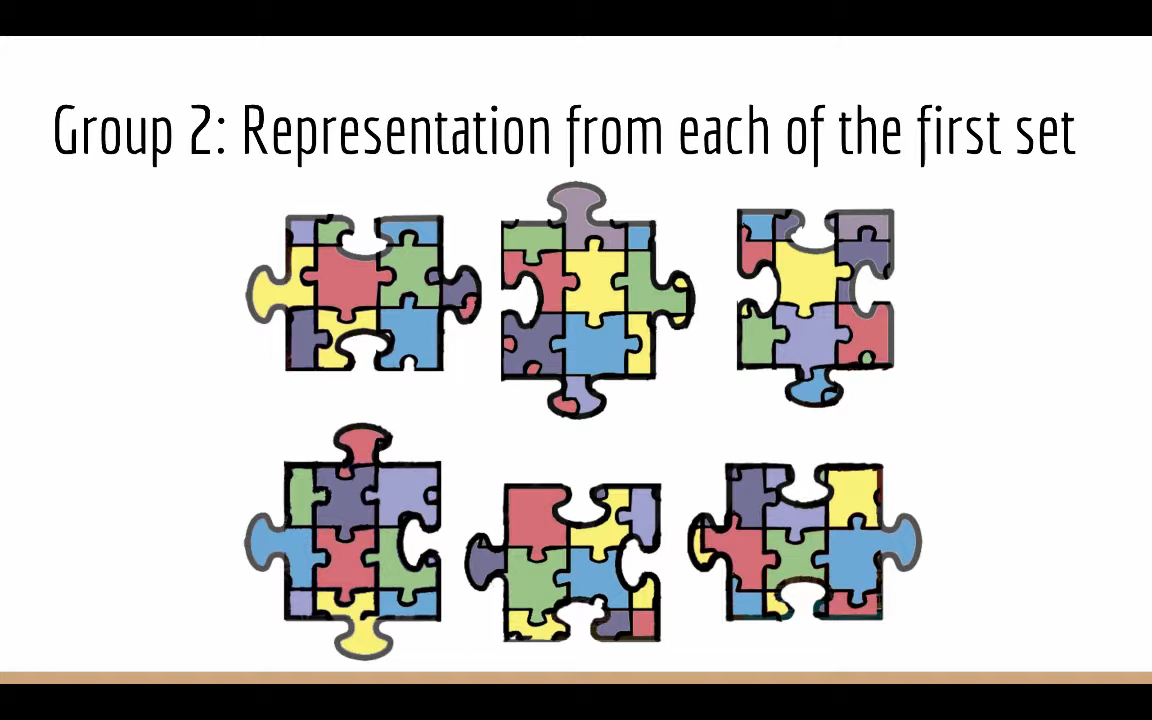 Group 2: Representation from each of the first set